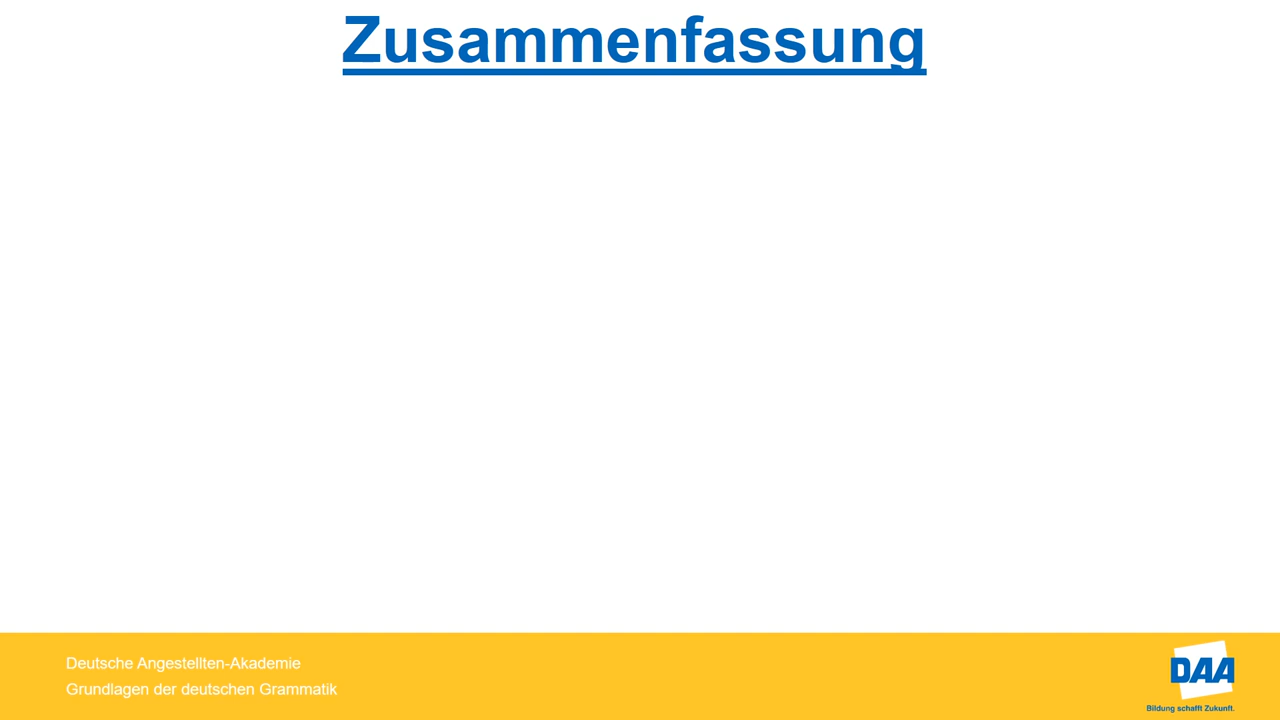 Zusammenfassung
Deutsche Angestellten-Akademie
Grundlagen der deutschen Grammatik
DAA
Bildung schafft Zukunft.